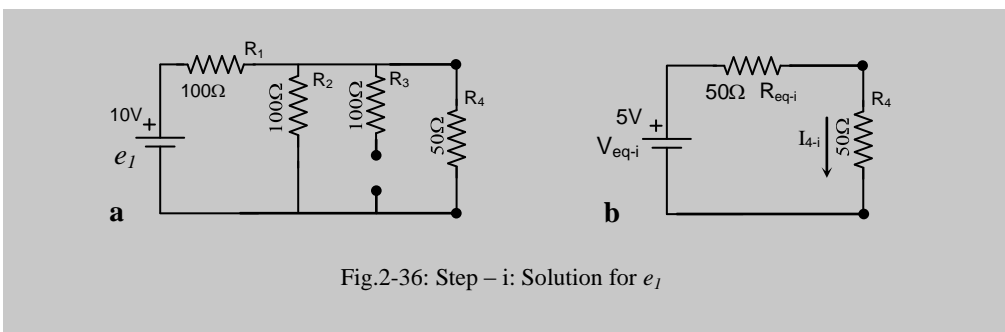 R1
100Ω
R2
100Ω
R3
100Ω
R4
50Ω
10V
+
e1
a
50Ω
Req-i
5V
+
Veq-i
I4-i
R4
50Ω
b
Fig.2-36: Step – i: Solution for e1